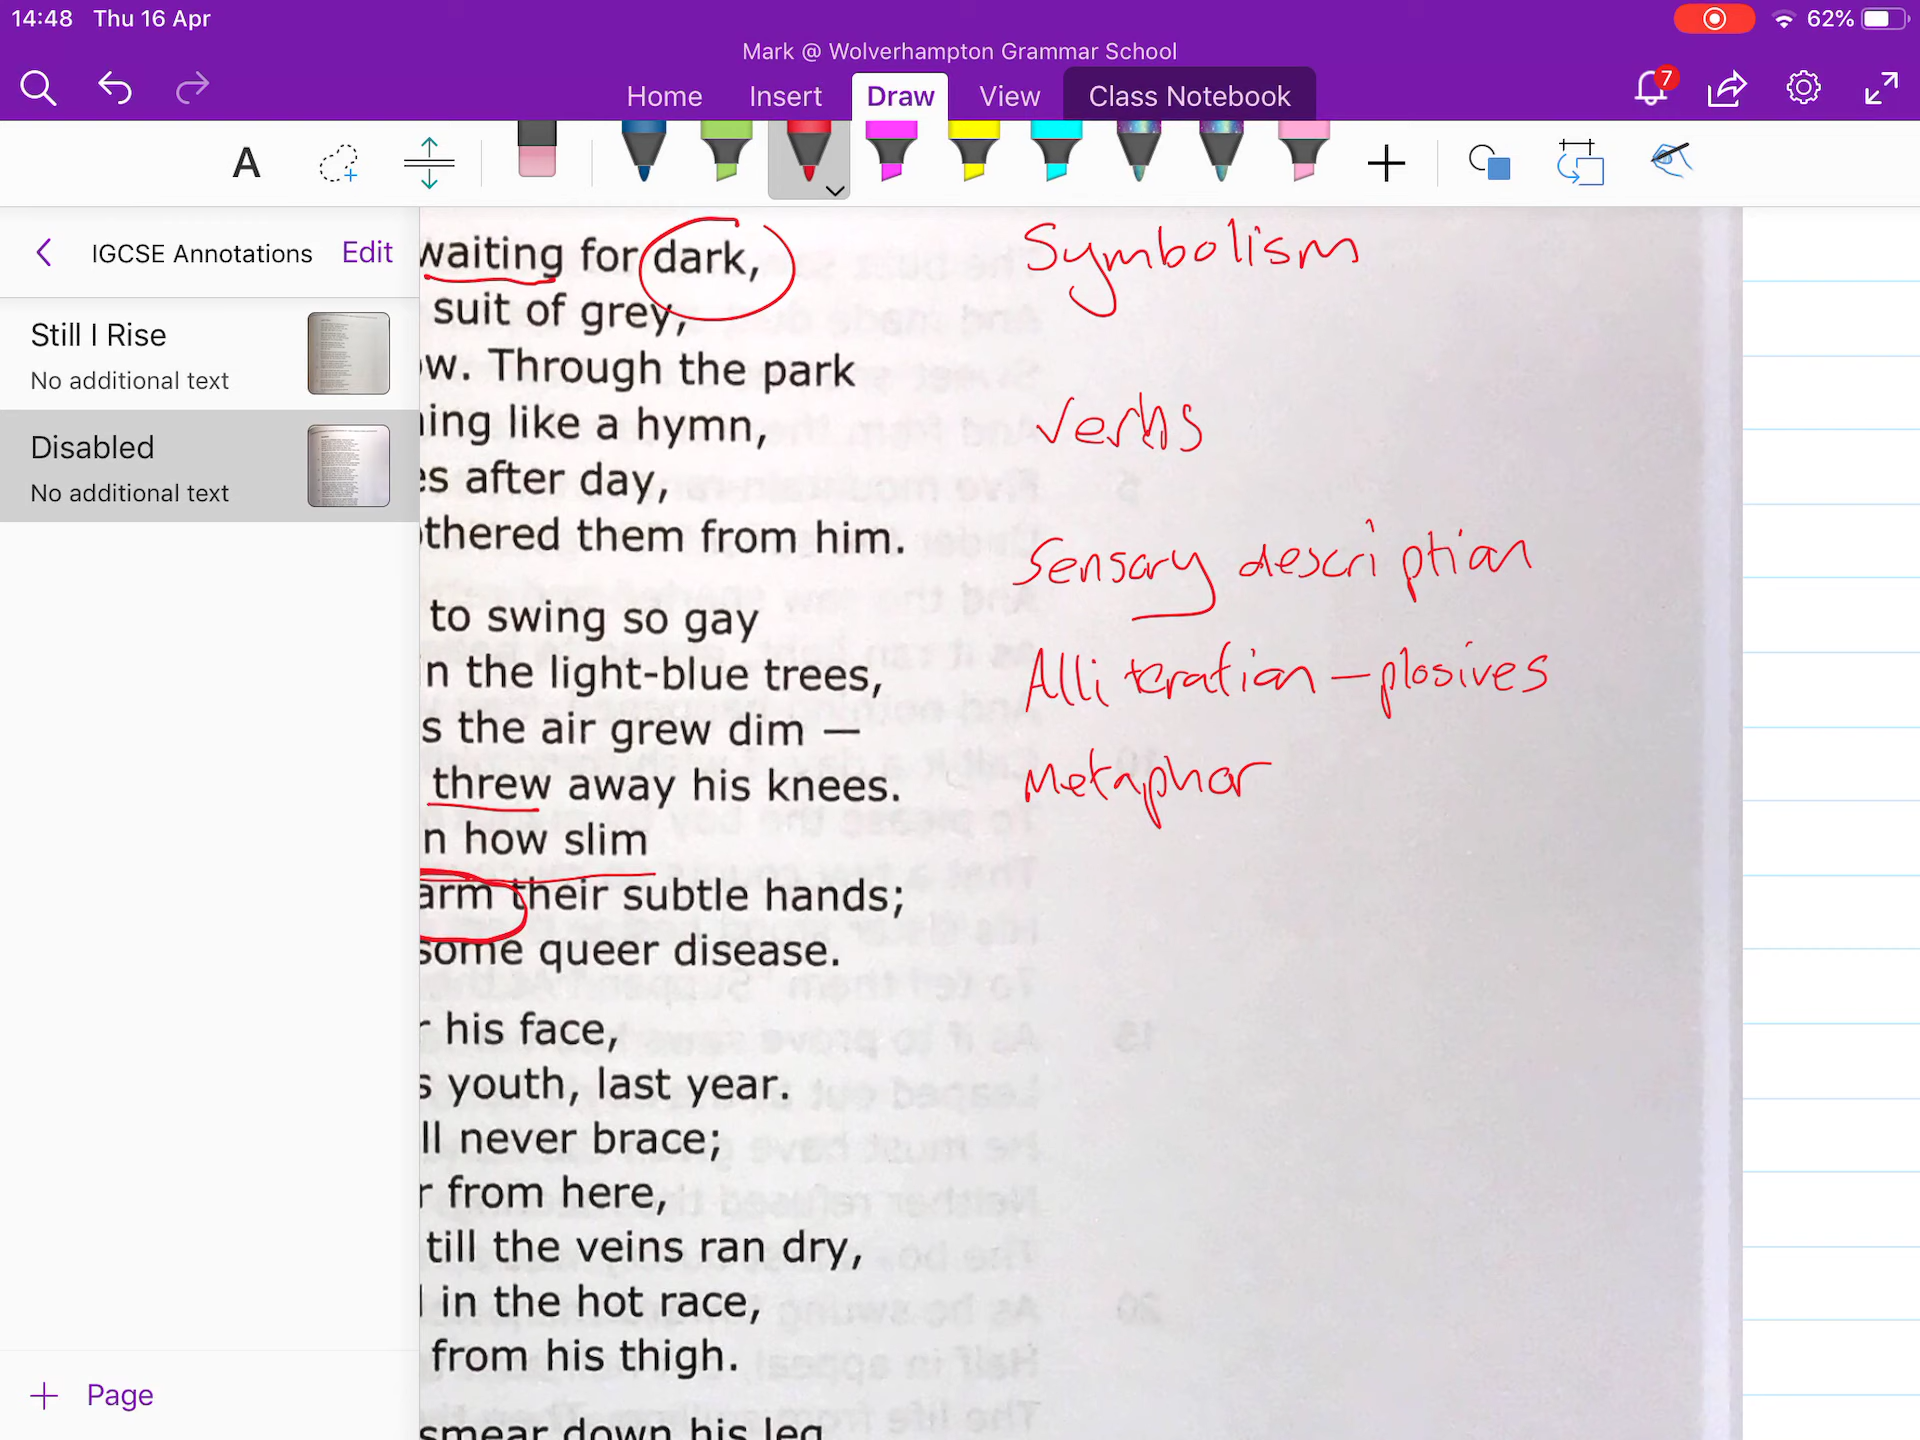 14:48 Thu 16 Apr
62%
Mark @ Wolverhampton Grammar School
Home Insert Draw View Class Notebook
7
A
IGCSE Annotations Edit
Still I Rise
No additional text
Disabled
No additional text
Page
waiting for dark,
suit of grey,
ow. Through the park
ing like a hymn,
es after day,
othered them from him.
to swing so gay
n the light-blue trees,
s the air grew dim —
threw away his knees.
n how slim
arm their subtle hands;
some queer disease.
r his face,
s youth, last year.
ll never brace;
r from here,
till the veins ran dry,
in the hot race,
from his thigh.
smear down his leg
Symbolism
Verbs
Sensory description
Alliteration – plosives
Metaphor